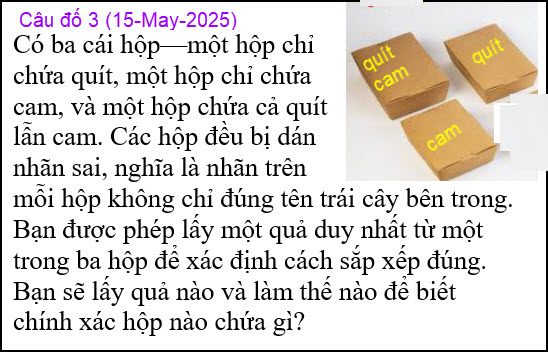 Câu đố 3 (15-May-2025)
Có ba cái hộp—một hộp chỉ
chứa quít, một hộp chỉ chứa
cam, và một hộp chứa cả quít
lẫn cam. Các hộp đều bị dán
nhãn sai, nghĩa là nhãn trên
mỗi hộp không chỉ đúng tên trái cây bên trong.
Bạn được phép lấy một quả duy nhất từ một
trong ba hộp để xác định cách sắp xếp đúng.
Bạn sẽ lấy quả nào và làm thế nào để biết
chính xác hộp nào chứa gì?
quít
cam
quít
cam